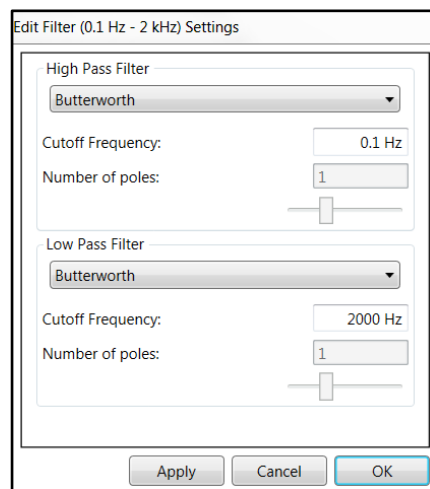 Edit Filter (0.1 Hz - 2 kHz) Settings
High Pass Filter
Butterworth
Cutoff Frequency: 0.1 Hz
Number of poles: 1
Low Pass Filter
Butterworth
Cutoff Frequency: 2000 Hz
Number of poles: 1
Apply Cancel OK